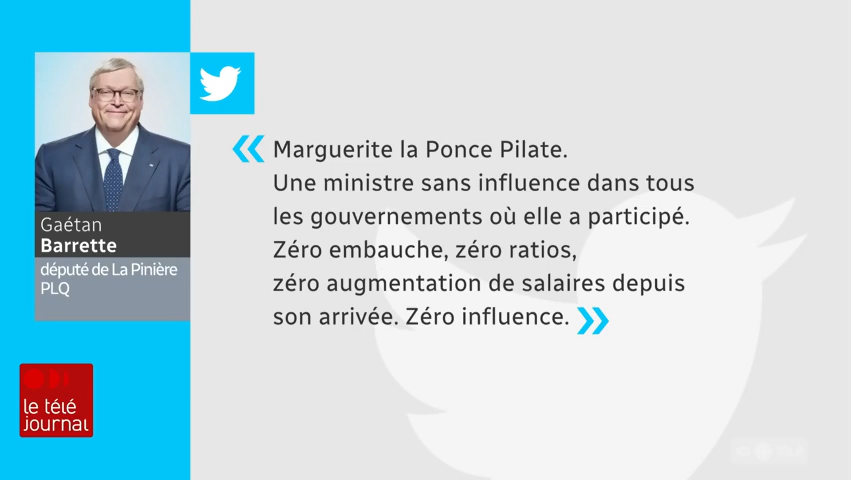 Gaétan
Barrette
député de La Pinière
PLQ
le télé
journal
« Marguerite la Ponce Pilate.
Une ministre sans influence dans tous
les gouvernements où elle a participé.
Zéro embauche, zéro ratios,
zéro augmentation de salaires depuis
son arrivée. Zéro influence. »